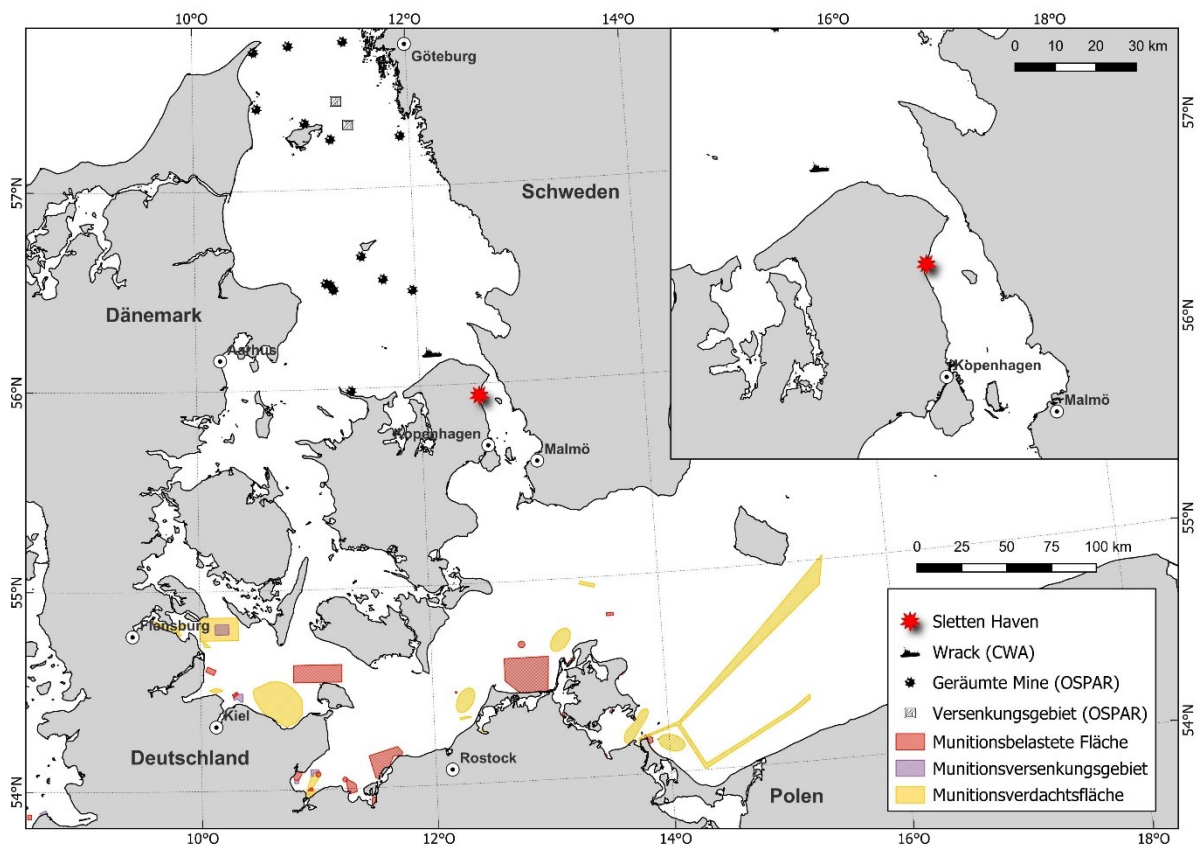 10°O 12°O 16°O 18°O
0 10 20 30 km
Göteborg
57°N
Schweden
57°N
Dänemark
56°N
Aarhus
56°N
Kopenhagen
Malmö
Kopenhagen
Malmö
55°N
0 25 50 75 100 km
55°N
Flensburg
Sletten Haven
Wrack (CWA)
Geräumte Mine (OSPAR)
Versenkungsgebiet (OSPAR)
Munitionsbelastete Fläche
Munitionsversenkungsgebiet
Munitionsverdachtsfläche
54°N
Kiel
Deutschland
Rostock
Polen
54°N
10°O 12°O 14°O 16°O 18°O